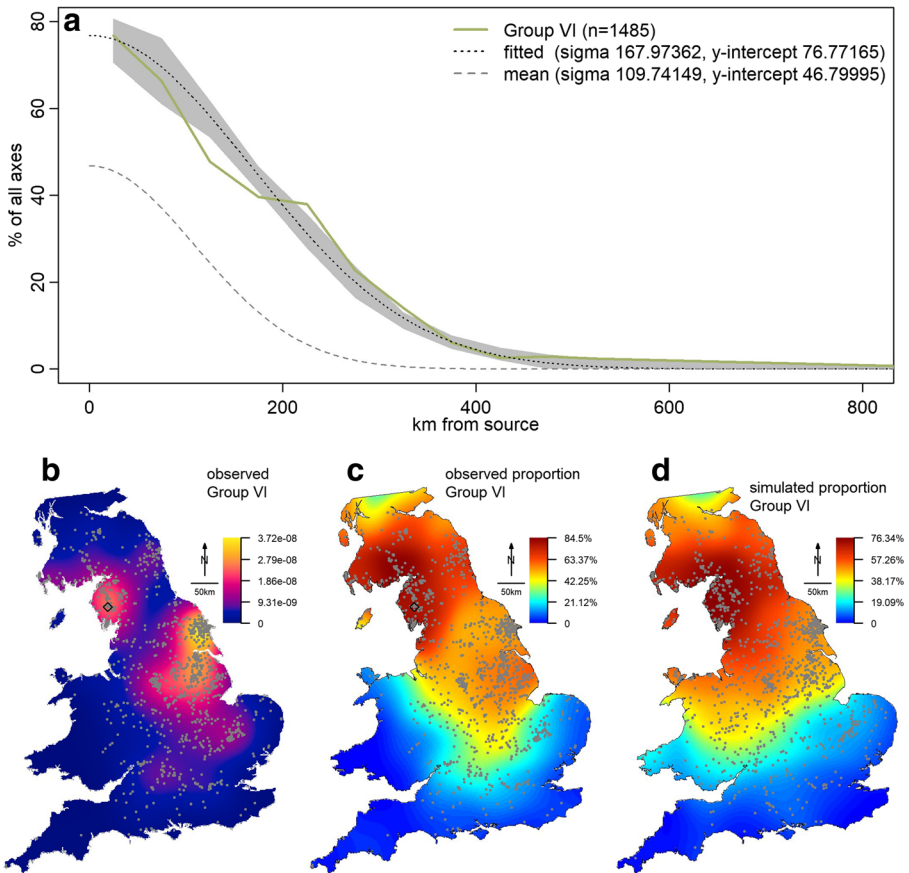 a
Group VI (n=1485)
fitted (sigma 167.97362, y-intercept 76.77165)
mean (sigma 109.74149, y-intercept 46.79995)
80
60
40
20
0
% of all axes
0 200 400 600 800
km from source
b
observed
Group VI
3.72e-08
2.79e-08
1.86e-08
9.31e-09
0
N
50km
c
observed proportion
Group VI
84.5%
63.37%
42.25%
21.12%
0
N
50km
d
simulated proportion
Group VI
76.34%
57.26%
38.17%
19.09%
0
N
50km